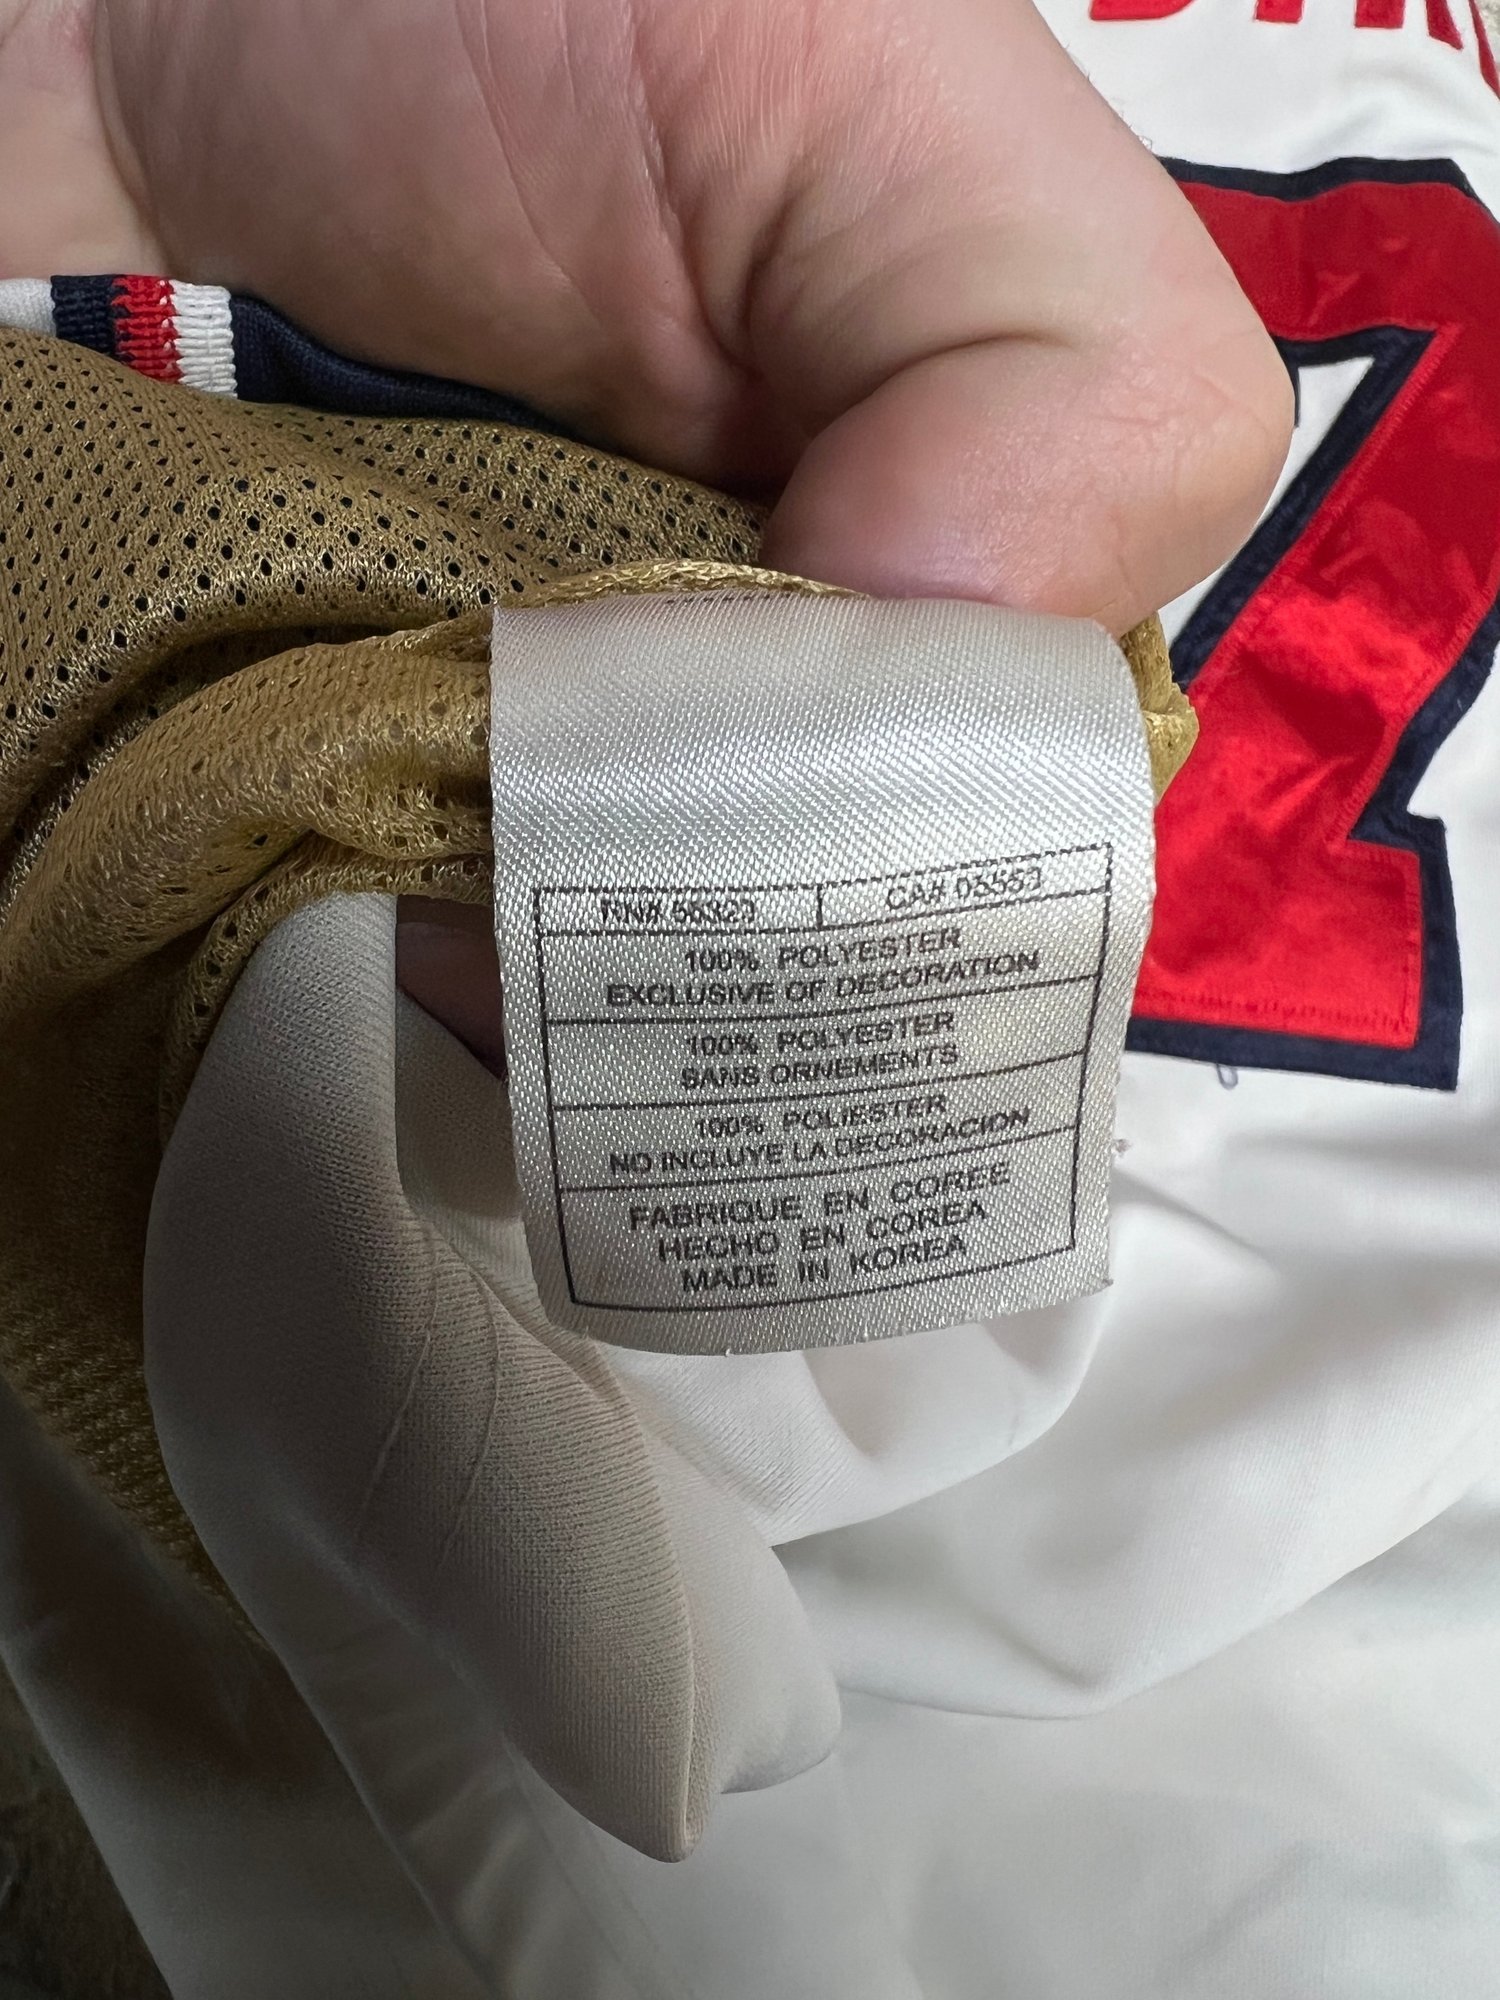 RN# 56323 CA# 05553
100% POLYESTER
EXCLUSIVE OF DECORATION
100% POLYESTER
SANS ORNEMENTS
100% POLIESTER
NO INCLUYE LA DECORACION
FABRIQUE EN COREE
HECHO EN COREA
MADE IN KOREA
7